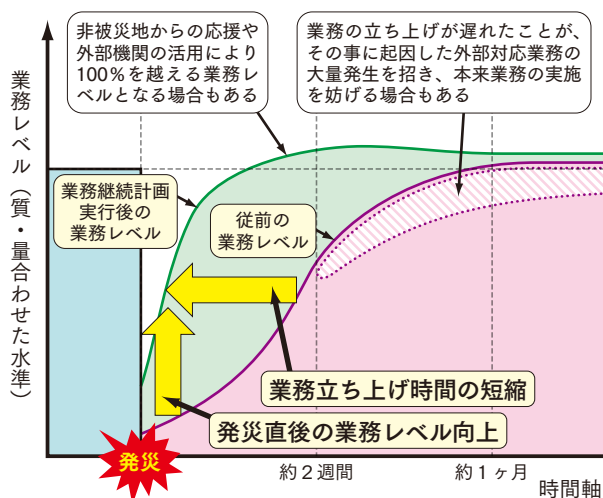 非被災地からの応援や
外部機関の活用により
100%を越える業務レ
ベルとなる場合もある
業務の立ち上げが遅れたことが、
その事に起因した外部対応業務の
大量発生を招き、本来業務の実施
を妨げる場合もある
業務レベル（質・量合わせた水準）
業務継続計画
実行後の
業務レベル
従前の
業務レベル
業務立ち上げ時間の短縮
発災直後の業務レベル向上
発災
約２週間
約１ヶ月
時間軸